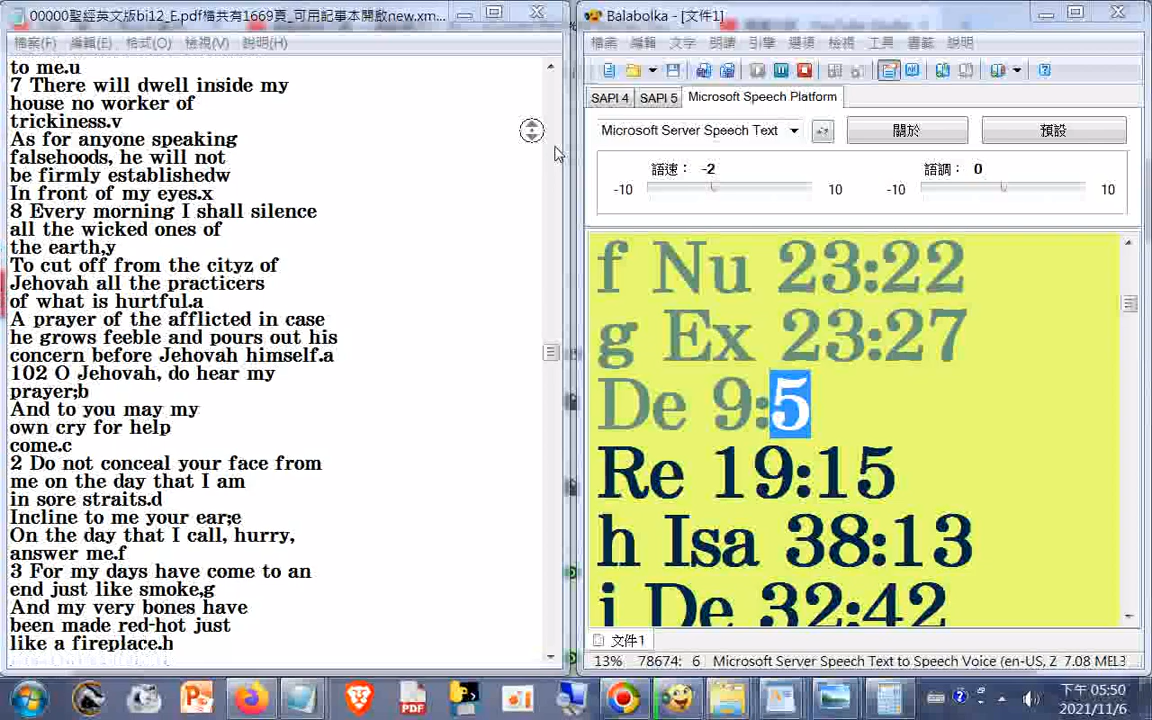 00000聖經英文版bi12_E.pdf檔共有1669頁_可用記事本開啟new.xm...
檔案(F) 編輯(E) 格式(O) 檢視(V) 說明(H)
to me.u
7 There will dwell inside my
house no worker of
trickiness.v
As for anyone speaking
falsehoods, he will not
be firmly establishedw
In front of my eyes.x
8 Every morning I shall silence
all the wicked ones of
the earth,y
To cut off from the cityz of
Jehovah all the practicers
of what is hurtful.a
A prayer of the afflicted in case
he grows feeble and pours out his
concern before Jehovah himself.a
102 O Jehovah, do hear my
prayer;b
And to you may my
own cry for help
come.c
2 Do not conceal your face from
me on the day that I am
in sore straits.d
Incline to me your ear;e
On the day that I call, hurry,
answer me.f
3 For my days have come to an
end just like smoke,g
And my very bones have
been made red-hot just
like a fireplace.h
Balabolka - [文件1]
檔案 編輯 文字 朗讀 引擎 選項 檢視 工具 書籤 說明
SAPI 4 SAPI 5 Microsoft Speech Platform
Microsoft Server Speech Text 關於 預設
語速： -2 語調： 0
-10 10 -10 10
f Nu 23:22
g Ex 23:27
De 9:5
Re 19:15
h Isa 38:13
i De 32:42
文件1
13% 78674: 6 Microsoft Server Speech Text to Speech Voice (en-US, Z 7.08 МБ
PDF
下午 05:50
2021/11/6